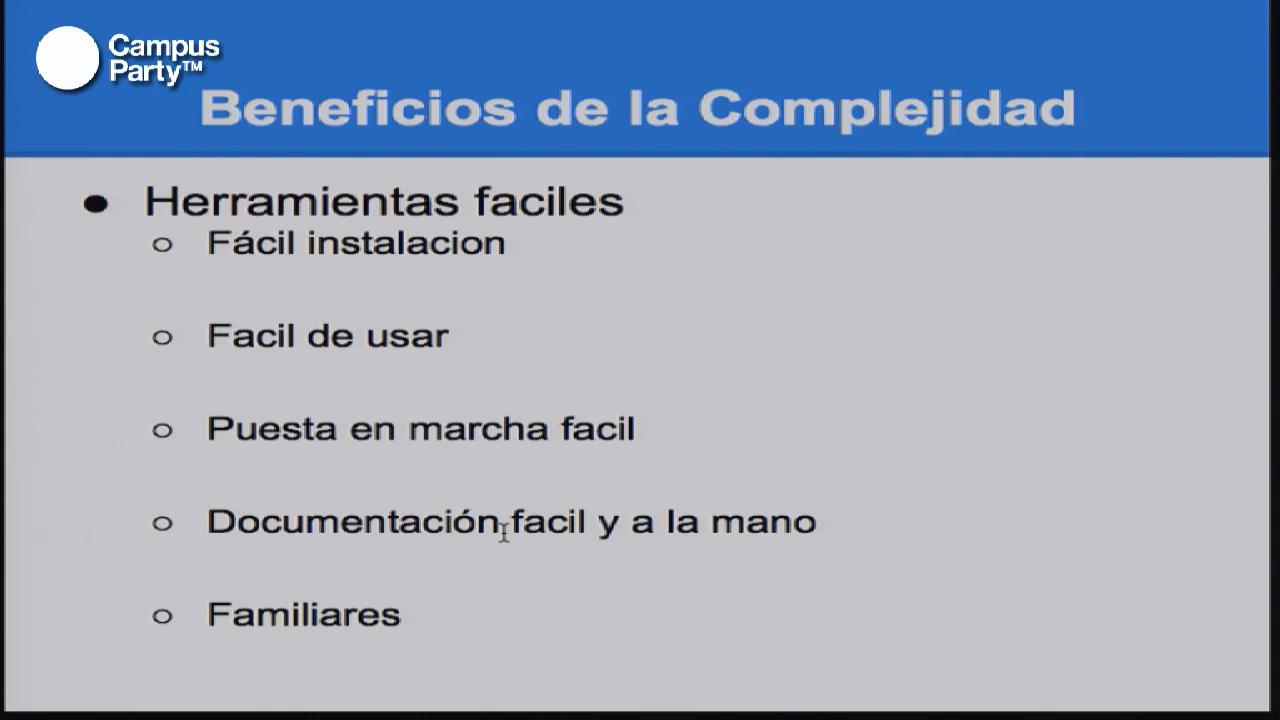 Campus
Party™
Beneficios de la Complejidad
● Herramientas faciles
○ Fácil instalacion
○ Facil de usar
○ Puesta en marcha facil
○ Documentación facil y a la mano
○ Familiares